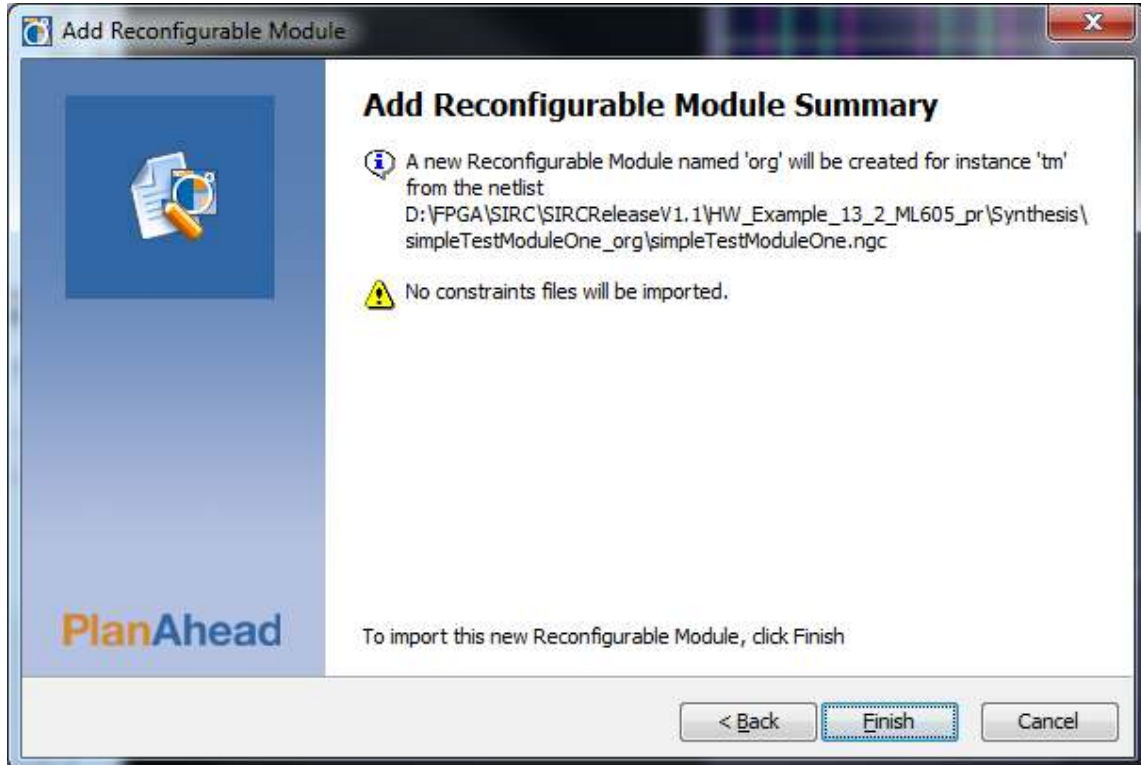 Add Reconfigurable Module
Add Reconfigurable Module Summary
A new Reconfigurable Module named 'org' will be created for instance 'tm'
from the netlist
D:\FPGA\SIRC\SIRCReleaseV1.1\HW_Example_13_2_ML605_pr\Synthesis\
simpleTestModuleOne_org\simpleTestModuleOne.ngc
No constraints files will be imported.
PlanAhead
To import this new Reconfigurable Module, click Finish
< Back
Finish
Cancel